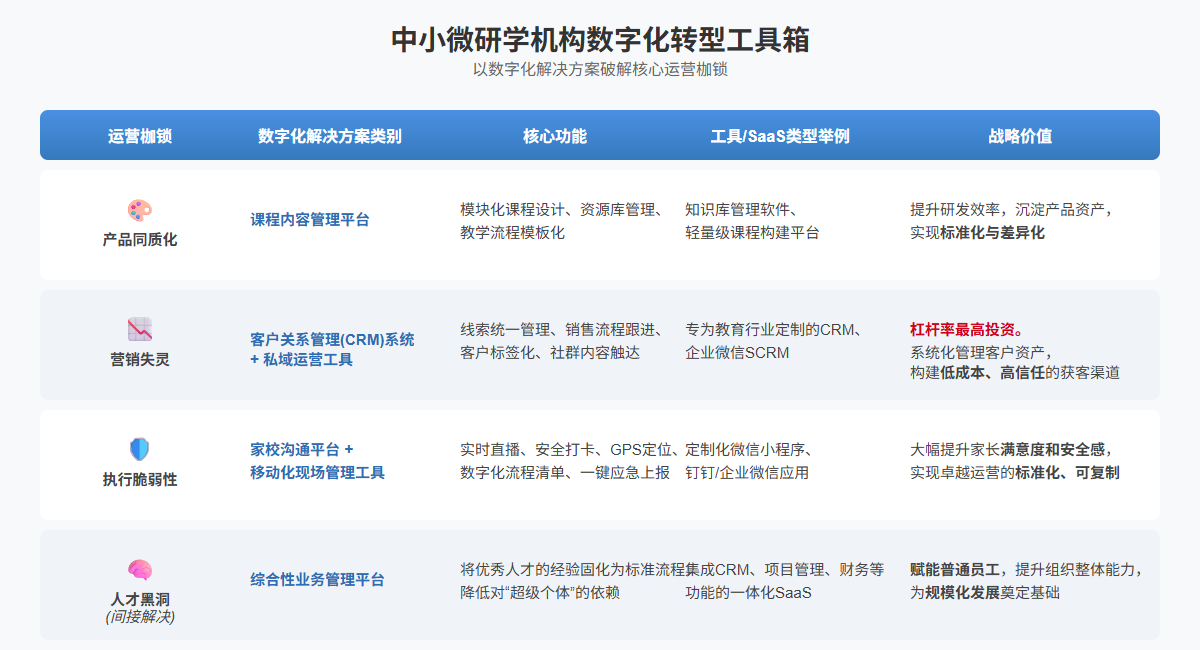 中小微研学机构数字化转型工具箱
以数字化解决方案破解核心运营枷锁
运营枷锁
数字化解决方案类别
核心功能
工具/SaaS类型举例
战略价值
产品同质化
课程内容管理平台
模块化课程设计、资源库管理、
教学流程模板化
知识库管理软件、
轻量级课程构建平台
提升研发效率，沉淀产品资产，
实现标准化与差异化
营销失灵
客户关系管理(CRM)系统
+ 私域运营工具
线索统一管理、销售流程跟进、
客户标签化、社群内容触达
专为教育行业定制的CRM、
企业微信SCRM
杠杆率最高投资。
系统化管理客户资产，
构建低成本、高信任的获客渠道
执行脆弱性
家校沟通平台 +
移动化现场管理工具
实时直播、安全打卡、GPS定位、
数字化流程清单、一键应急上报
定制化微信小程序、
钉钉/企业微信应用
大幅提升家长满意度和安全感，
实现卓越运营的标准化、可复制
人才黑洞
(间接解决)
综合性业务管理平台
将优秀人才的经验固化为标准流程
降低对“超级个体”的依赖
集成CRM、项目管理、财务等
功能的一体化SaaS
赋能普通员工，提升组织整体能力，
为规模化发展奠定基础